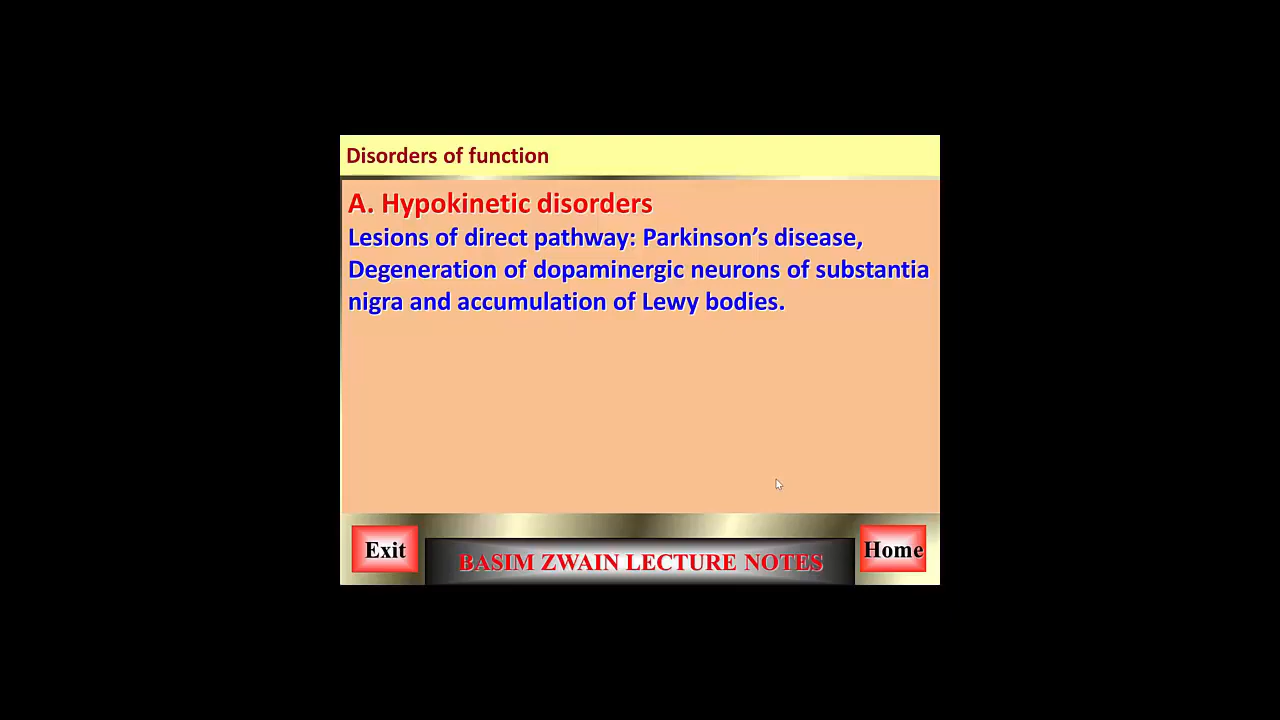 Disorders of function
A. Hypokinetic disorders
Lesions of direct pathway: Parkinson’s disease,
Degeneration of dopaminergic neurons of substantia
nigra and accumulation of Lewy bodies.
Exit
BASIM ZWAIN LECTURE NOTES
Home